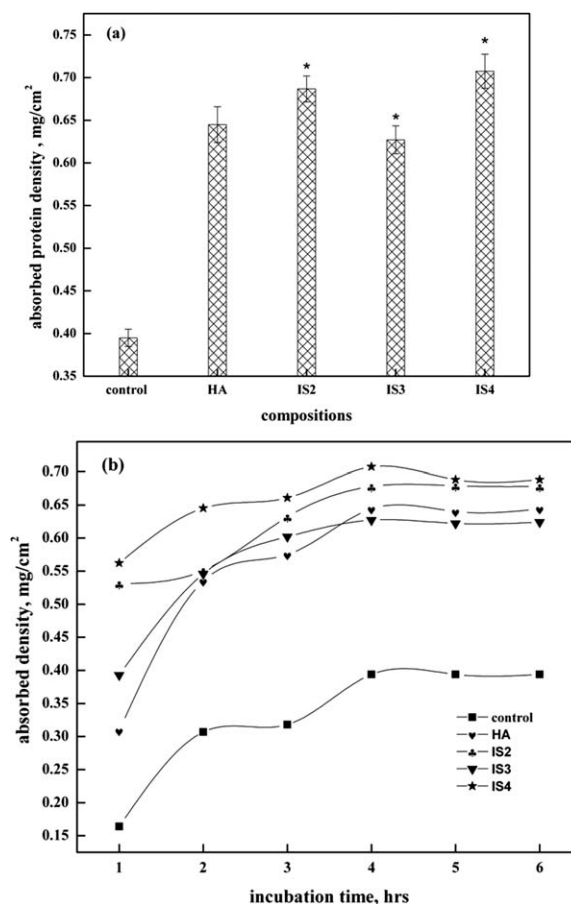 (a)
absorbed protein density , mg/cm2
0.75
0.70
0.65
0.60
0.55
0.50
0.45
0.40
0.35
*
*
*
control HA IS2 IS3 IS4
compositions
(b)
absorbed density, mg/cm2
0.70
0.65
0.60
0.55
0.50
0.45
0.40
0.35
0.30
0.25
0.20
0.15
control
HA
IS2
IS3
IS4
1 2 3 4 5 6
incubation time, hrs